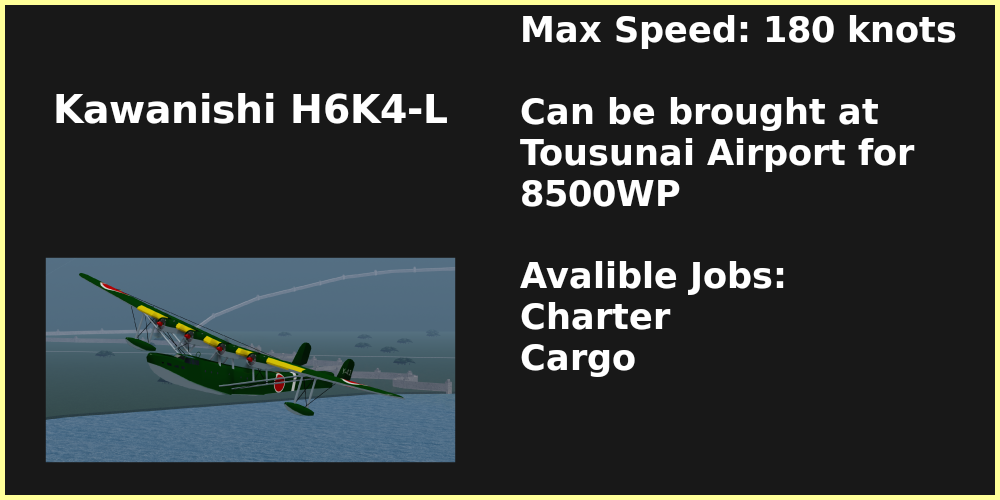 Kawanishi H6K4-L
Max Speed: 180 knots
Can be brought at
Tousunai Airport for
8500WP
Avalible Jobs:
Charter
Cargo